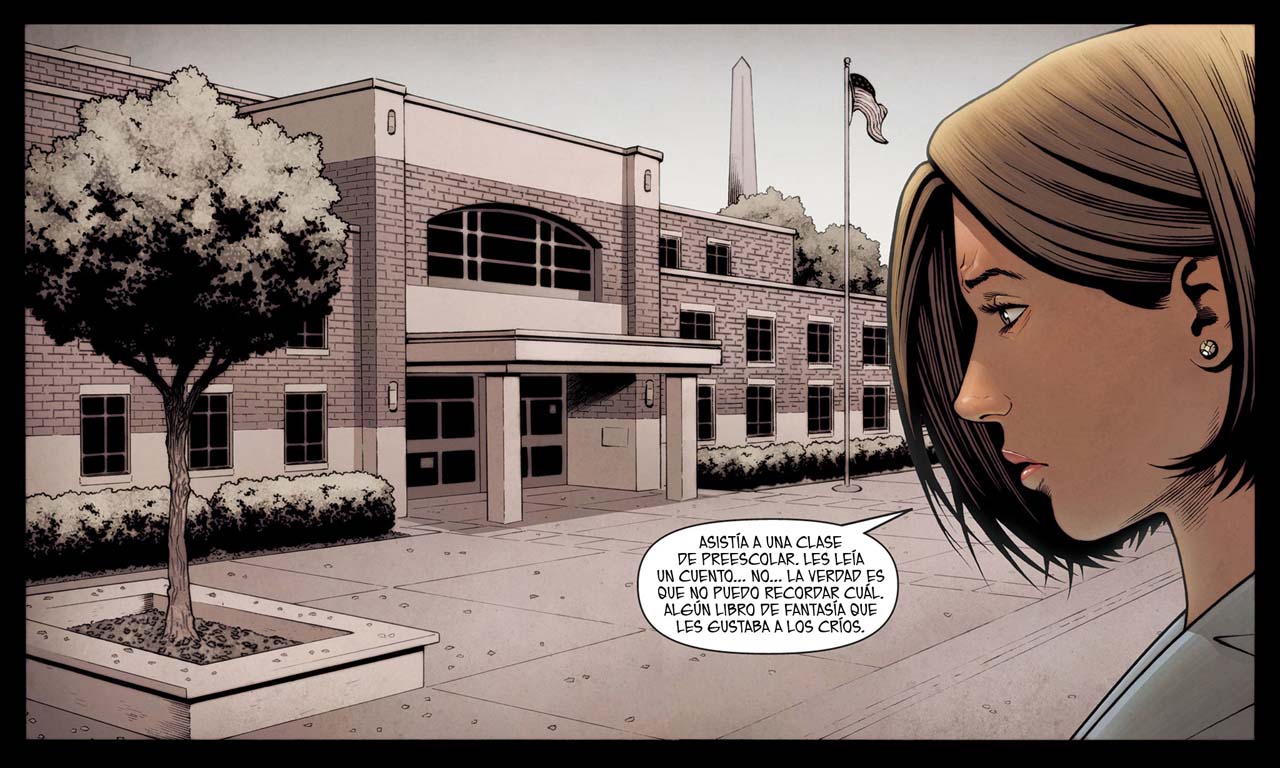 ASISTÍA A UNA CLASE
DE PREESCOLAR. LES LEÍA
UN CUENTO... NO... LA VERDAD ES
QUE NO PUEDO RECORDAR CUÁL.
ALGÚN LIBRO DE FANTASÍA QUE
LES GUSTABA A LOS CRÍOS.